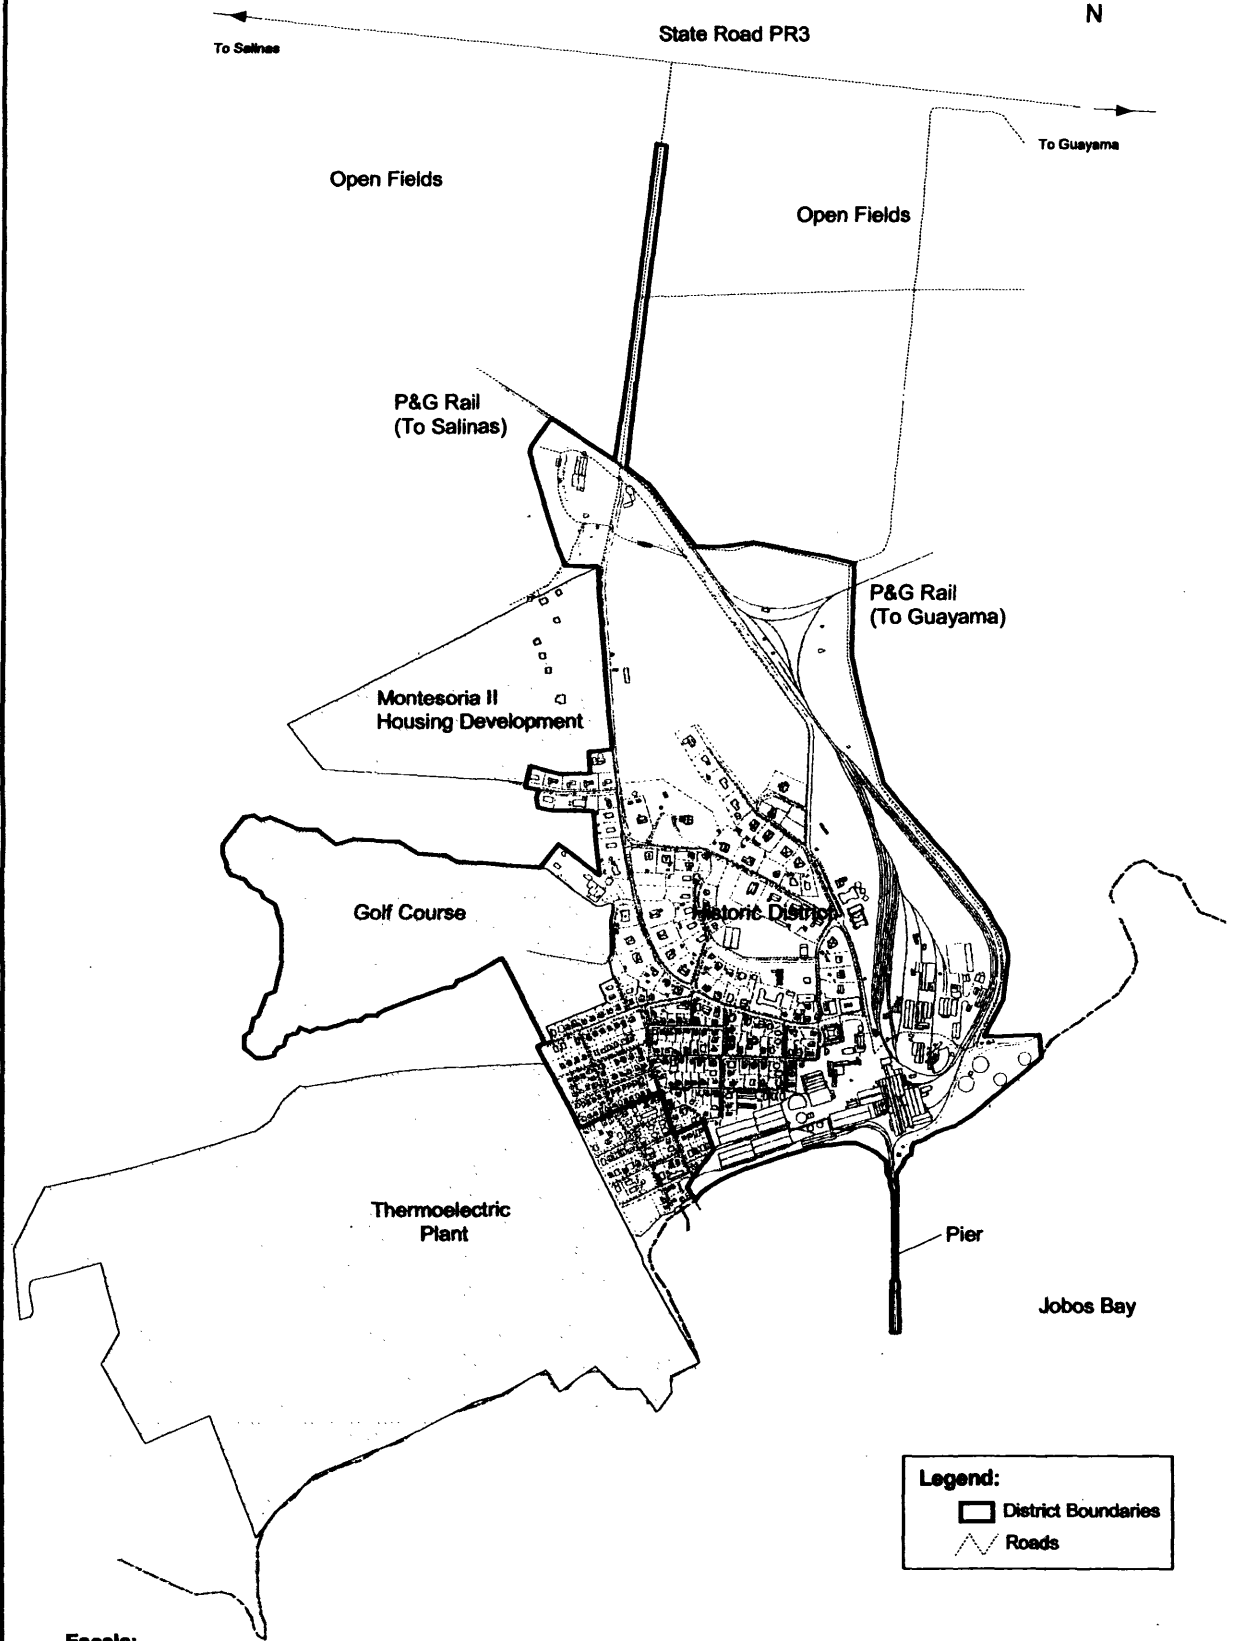 N
State Road PR3
To Salinas
To Guayama
Open Fields
Open Fields
P&G Rail
(To Salinas)
P&G Rail
(To Guayama)
Montesoria II
Housing Development
Golf Course
Historic District
Thermoelectric
Plant
Pier
Jobos Bay
Legend:
District Boundaries
Roads
Escala: